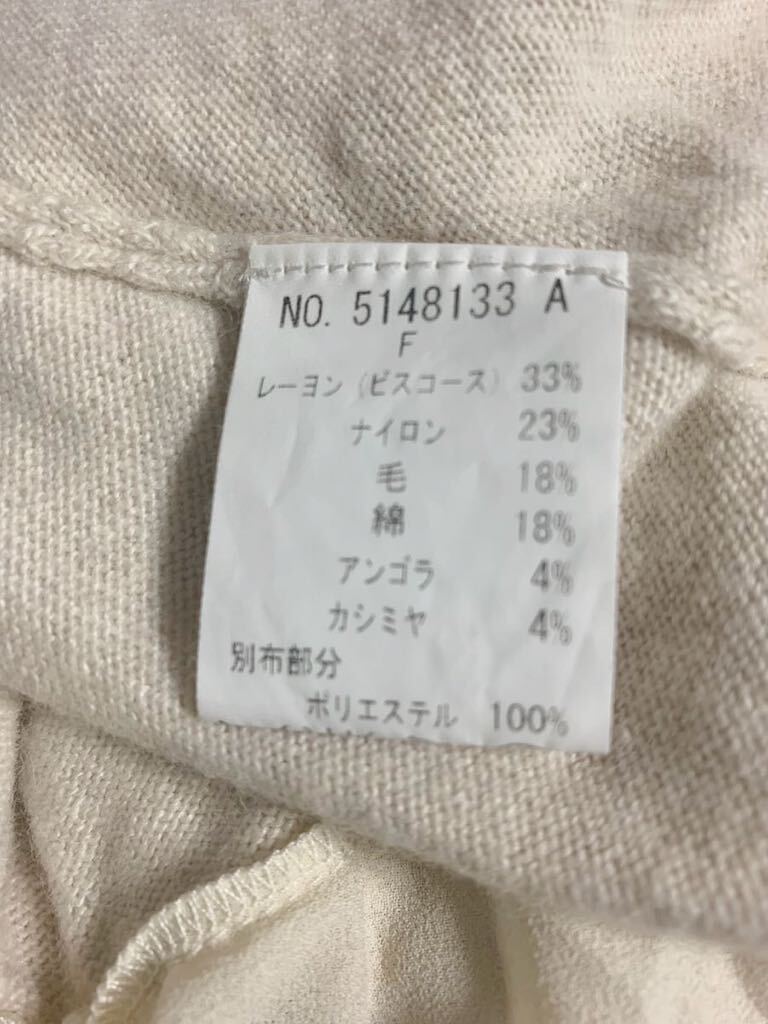 NO. 5148133 A
F
レーヨン(ビスコース) 33%
ナイロン 23%
毛 18%
綿 18%
アンゴラ 4%
カシミヤ 4%
別布部分
ポリエステル 100%